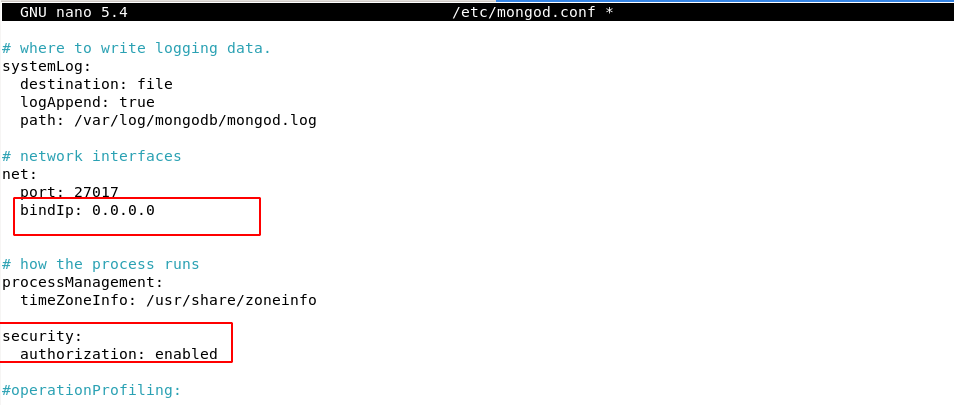 GNU nano 5.4 /etc/mongod.conf *
# where to write logging data.
systemLog:
  destination: file
  logAppend: true
  path: /var/log/mongodb/mongod.log
# network interfaces
net:
  port: 27017
  bindIp: 0.0.0.0
# how the process runs
processManagement:
  timeZoneInfo: /usr/share/zoneinfo
security:
  authorization: enabled
#operationProfiling: